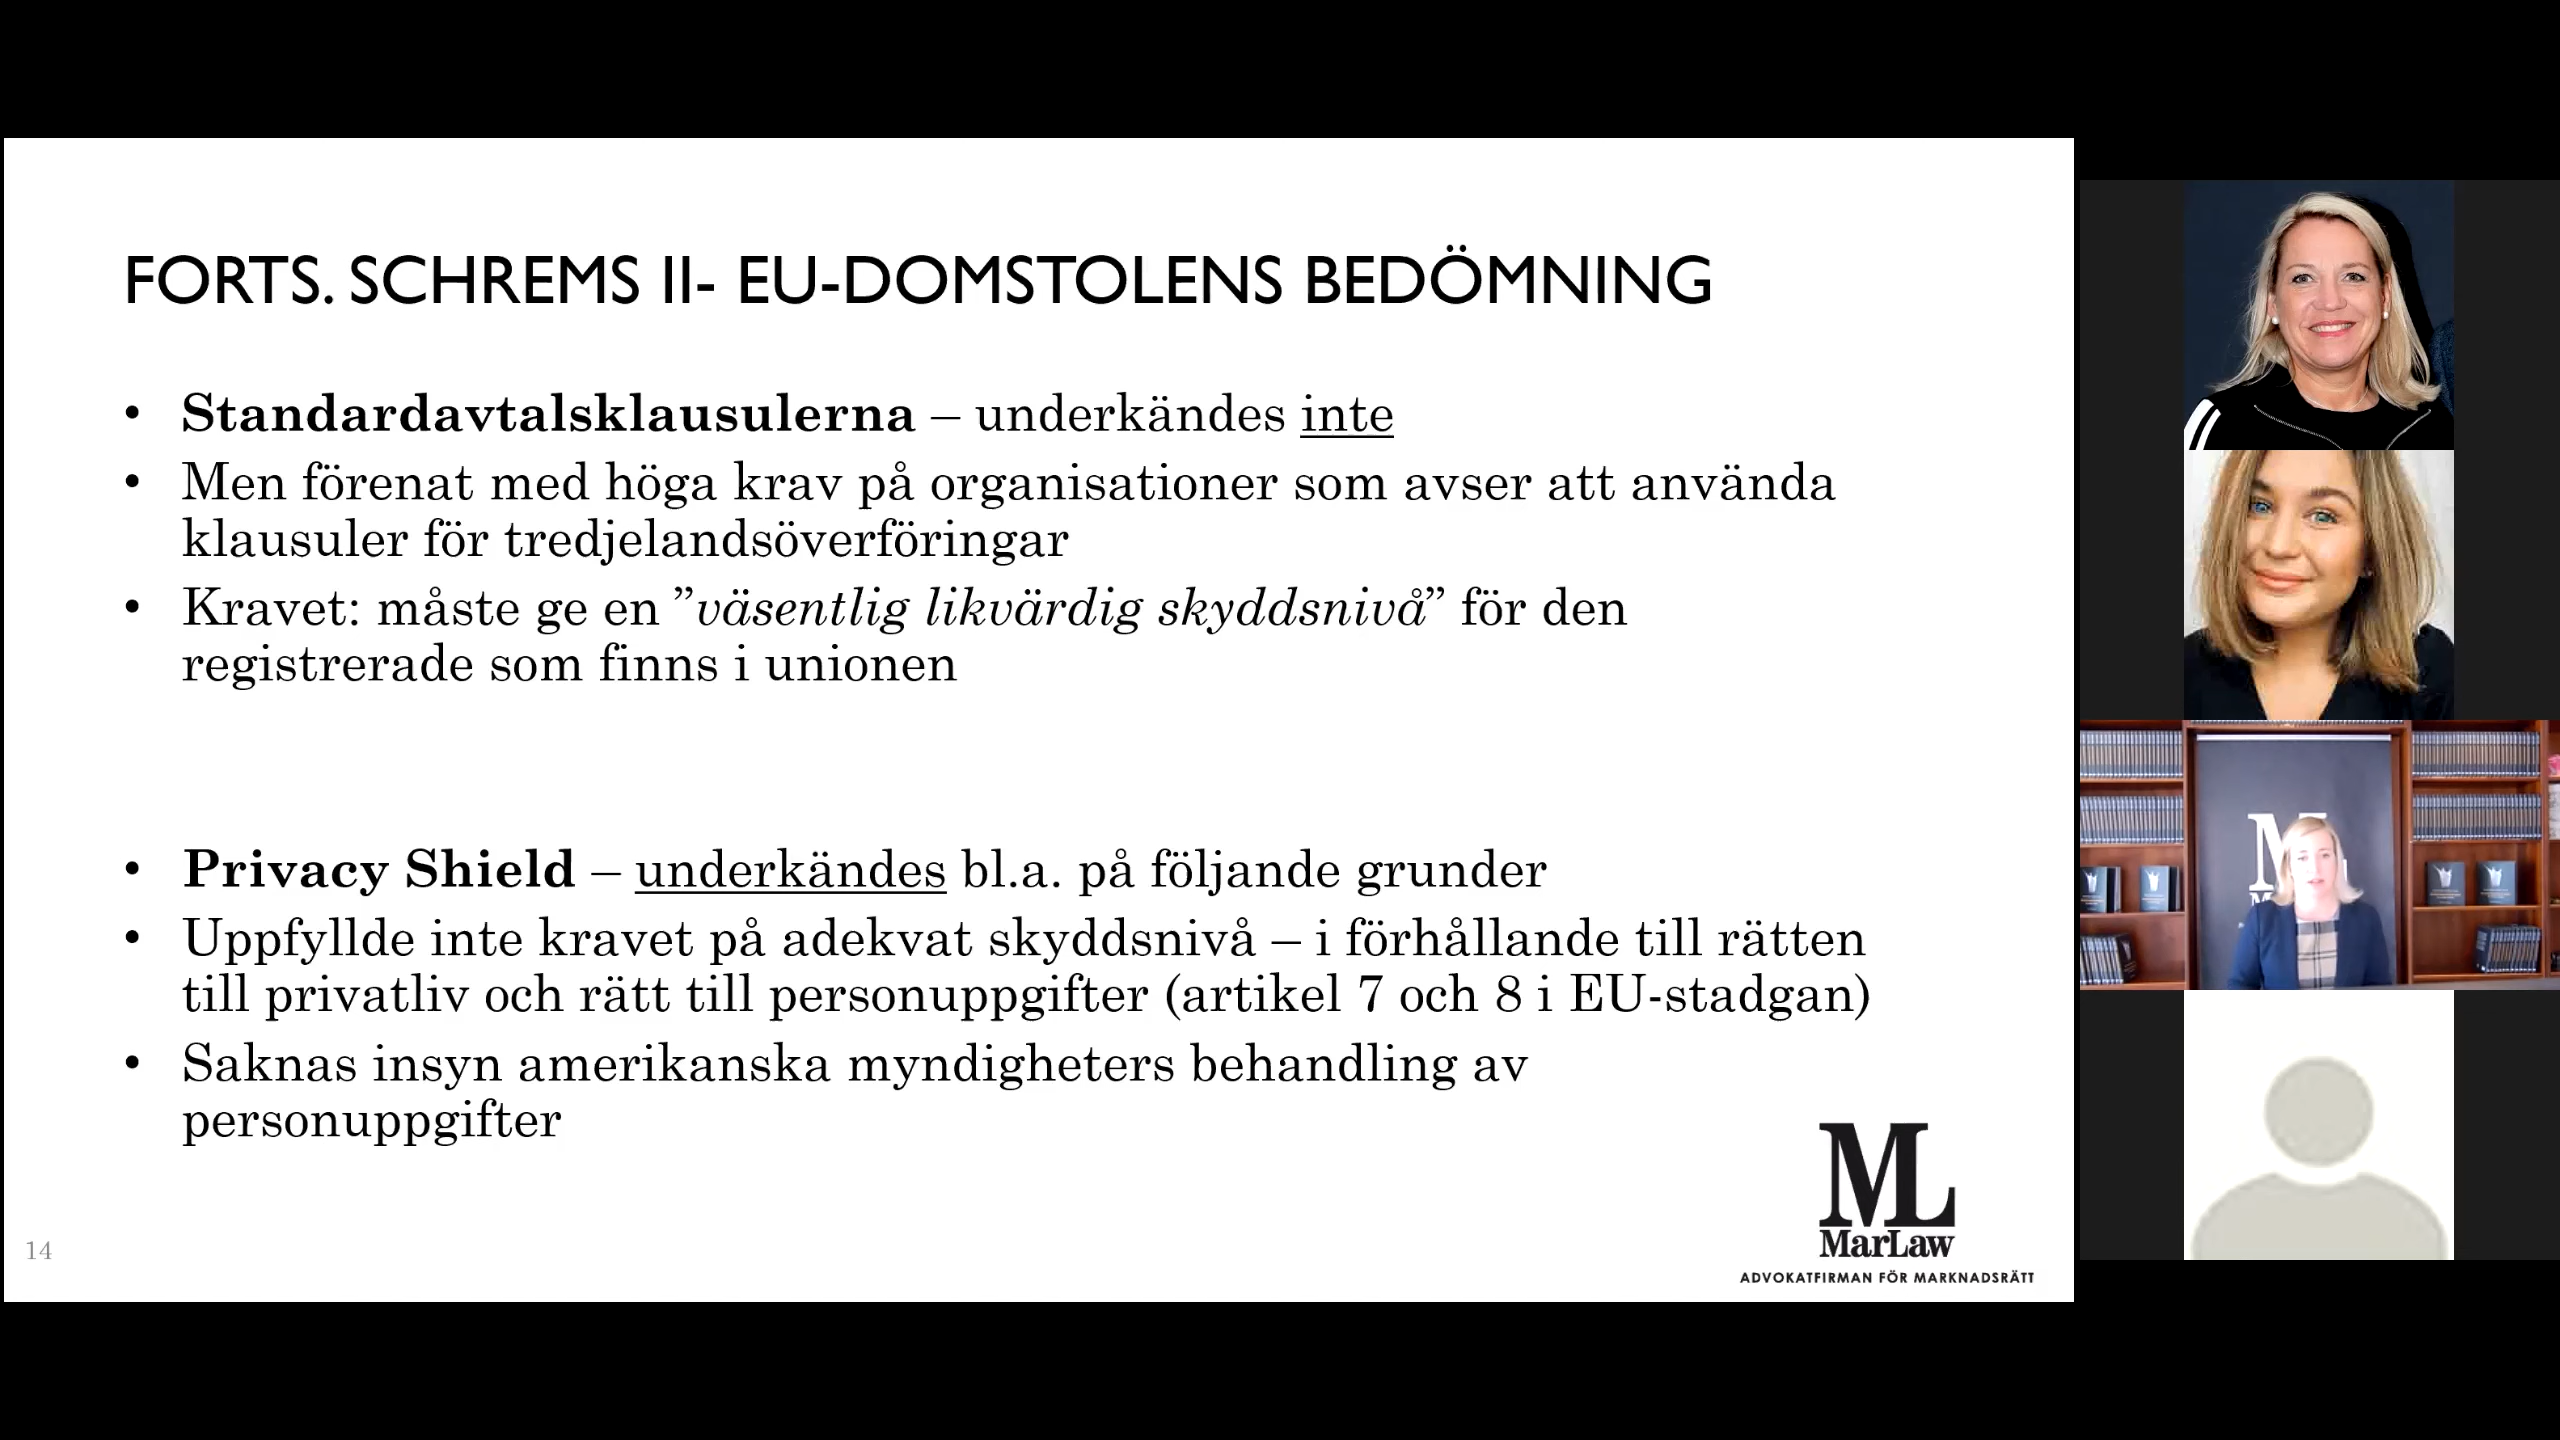 FORTS. SCHREMS II- EU-DOMSTOLENS BEDÖMNING
• Standardavtalsklausulerna – underkändes inte
• Men förenat med höga krav på organisationer som avser att använda
klausuler för tredjelandsöverföringar
• Kravet: måste ge en ”väsentlig likvärdig skyddsnivå” för den
registrerade som finns i unionen
• Privacy Shield – underkändes bl.a. på följande grunder
• Uppfyllde inte kravet på adekvat skyddsnivå – i förhållande till rätten
till privatliv och rätt till personuppgifter (artikel 7 och 8 i EU-stadgan)
• Saknas insyn amerikanska myndigheters behandling av
personuppgifter
14
ML
MarLaw
ADVOKATFIRMAN FÖR MARKNADSRÄTT